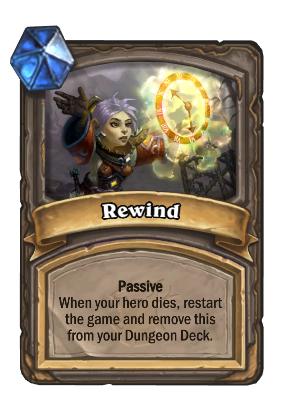 Rewind
Passive
When your hero dies, restart
the game and remove this
from your Dungeon Deck.